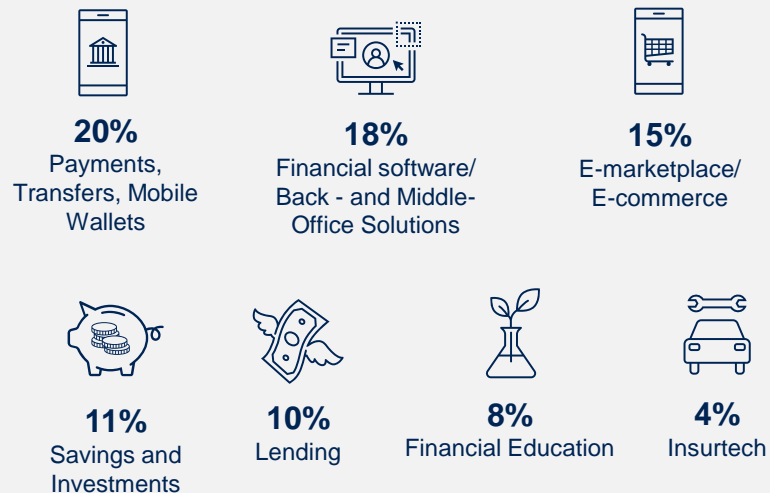 20%
Payments,
Transfers, Mobile
Wallets
18%
Financial software/
Back - and Middle-
Office Solutions
15%
E-marketplace/
E-commerce
11%
Savings and
Investments
10%
Lending
8%
Financial Education
4%
Insurtech